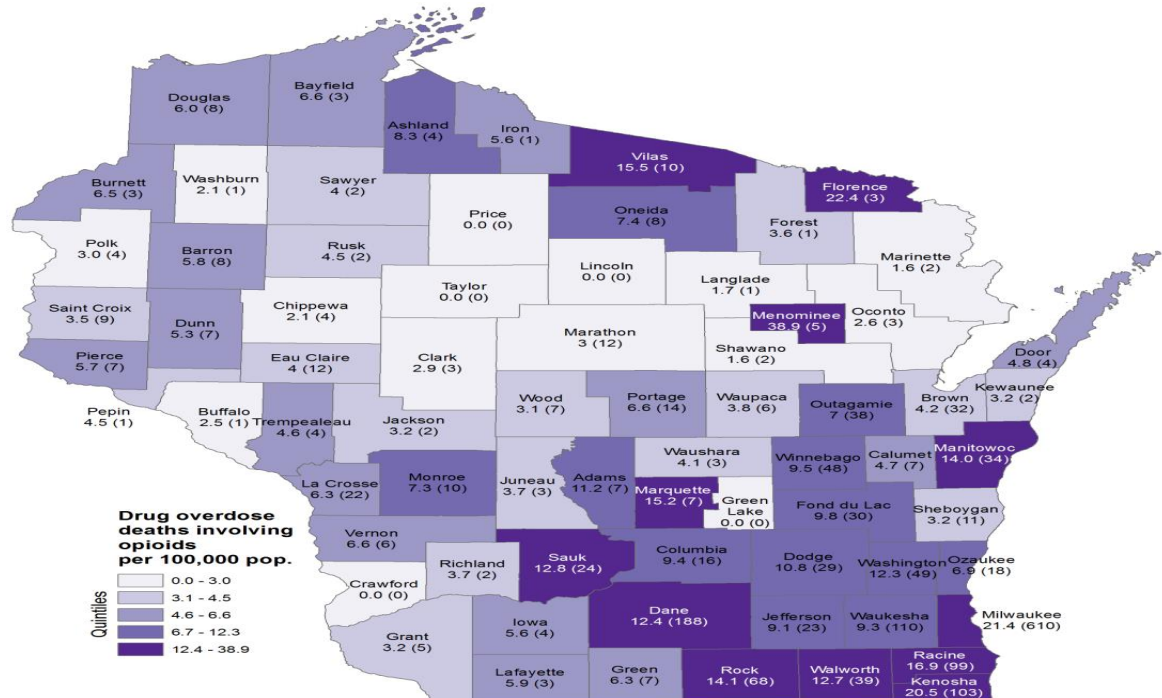 Douglas
6.0 (8)
Bayfield
6.6 (3)
Ashland
8.3 (4)
Iron
5.6 (1)
Vilas
15.5 (10)
Florence
22.4 (3)
Burnett
6.5 (3)
Washburn
2.1 (1)
Sawyer
4 (2)
Price
0.0 (0)
Oneida
7.4 (8)
Forest
3.6 (1)
Marinette
1.6 (2)
Polk
3.0 (4)
Barron
5.8 (8)
Rusk
4.5 (2)
Taylor
0.0 (0)
Lincoln
0.0 (0)
Langlade
1.7 (1)
Menominee
38.9 (5)
Oconto
2.6 (3)
Saint Croix
3.5 (9)
Dunn
5.3 (7)
Chippewa
2.1 (4)
Marathon
3 (12)
Shawano
1.6 (2)
Door
4.8 (4)
Pierce
5.7 (7)
Eau Claire
4 (12)
Clark
2.9 (3)
Pepin
4.5 (1)
Buffalo
2.5 (1)
Trempealeau
4.6 (4)
Jackson
3.2 (2)
Wood
3.1 (7)
Portage
6.6 (14)
Waupaca
3.8 (6)
Outagamie
7 (38)
Brown
4.2 (32)
Kewaunee
3.2 (2)
La Crosse
6.3 (22)
Monroe
7.3 (10)
Juneau
3.7 (3)
Adams
11.2 (7)
Waushara
4.1 (3)
Marquette
15.2 (7)
Green
Lake
0.0 (0)
Winnebago
9.5 (48)
Calumet
4.7 (7)
Manitowoc
14.0 (34)
Fond du Lac
9.8 (30)
Sheboygan
3.2 (11)
Vernon
6.6 (6)
Richland
3.7 (2)
Sauk
12.8 (24)
Columbia
9.4 (16)
Dodge
10.8 (29)
Washington
12.3 (49)
Ozaukee
6.9 (18)
Crawford
0.0 (0)
Grant
3.2 (5)
Iowa
5.6 (4)
Dane
12.4 (188)
Jefferson
9.1 (23)
Waukesha
9.3 (110)
Milwaukee
21.4 (610)
Lafayette
5.9 (3)
Green
6.3 (7)
Rock
14.1 (68)
Walworth
12.7 (39)
Racine
16.9 (99)
Kenosha
20.5 (103)
Drug overdose
deaths involving
opioids
per 100,000 pop.
Quintiles
0.0 - 3.0
3.1 - 4.5
4.6 - 6.6
6.7 - 12.3
12.4 - 38.9